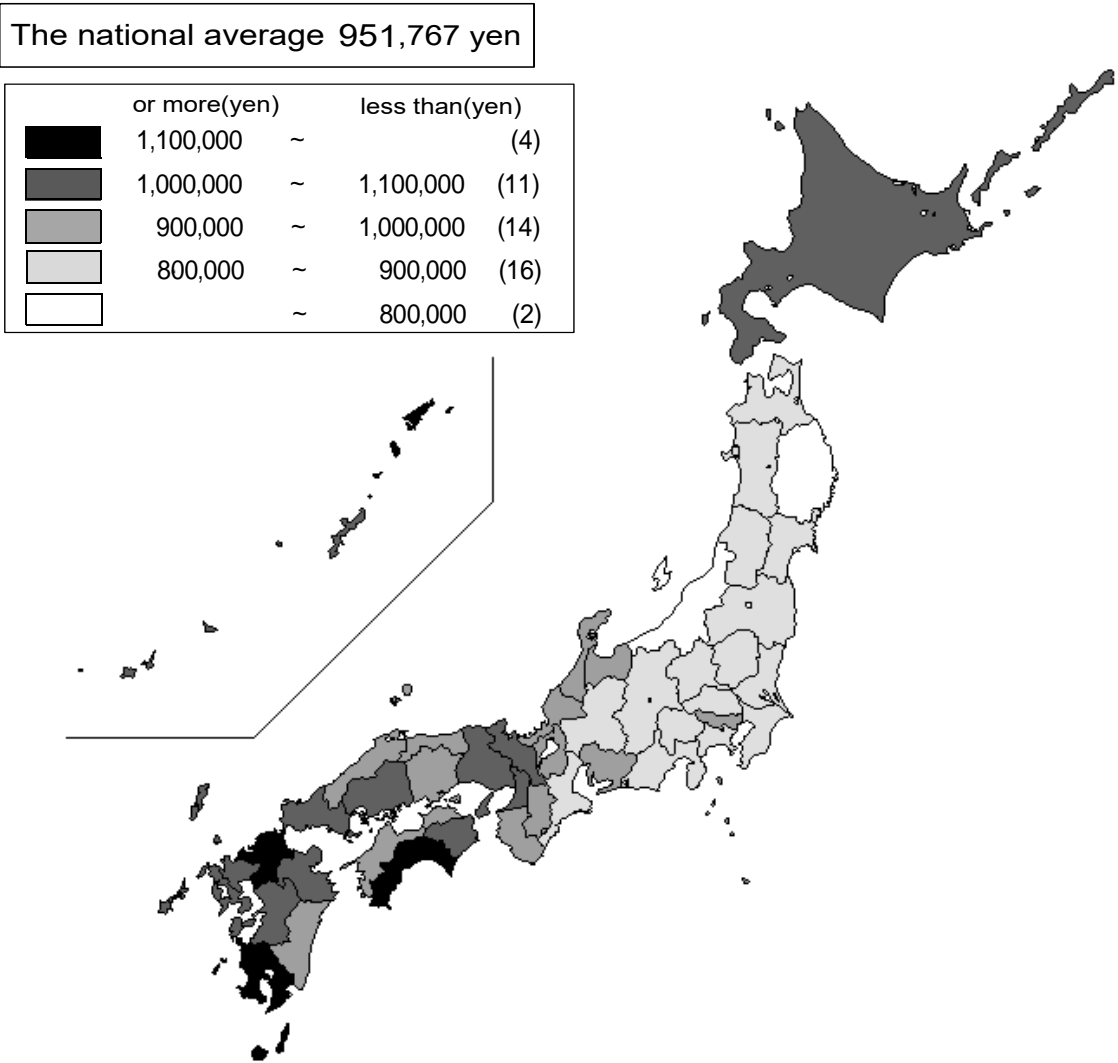 The national average 951,767 yen
or more(yen) less than(yen)
1,100,000 ~ (4)
1,000,000 ~ 1,100,000 (11)
900,000 ~ 1,000,000 (14)
800,000 ~ 900,000 (16)
~ 800,000 (2)